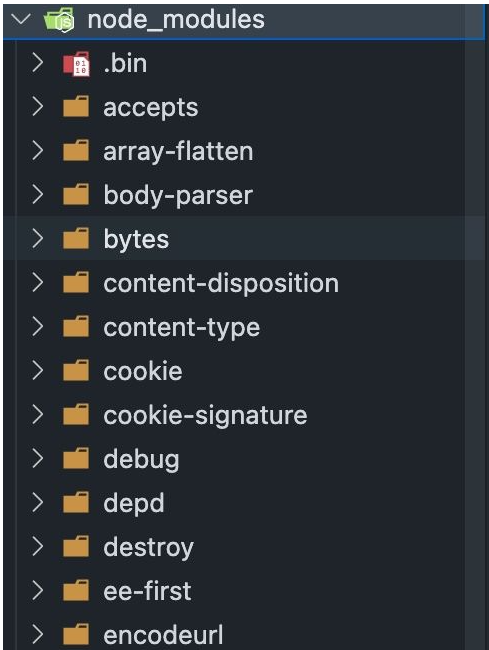 node_modules
.bin
accepts
array-flatten
body-parser
bytes
content-disposition
content-type
cookie
cookie-signature
debug
depd
destroy
ee-first
encodeurl